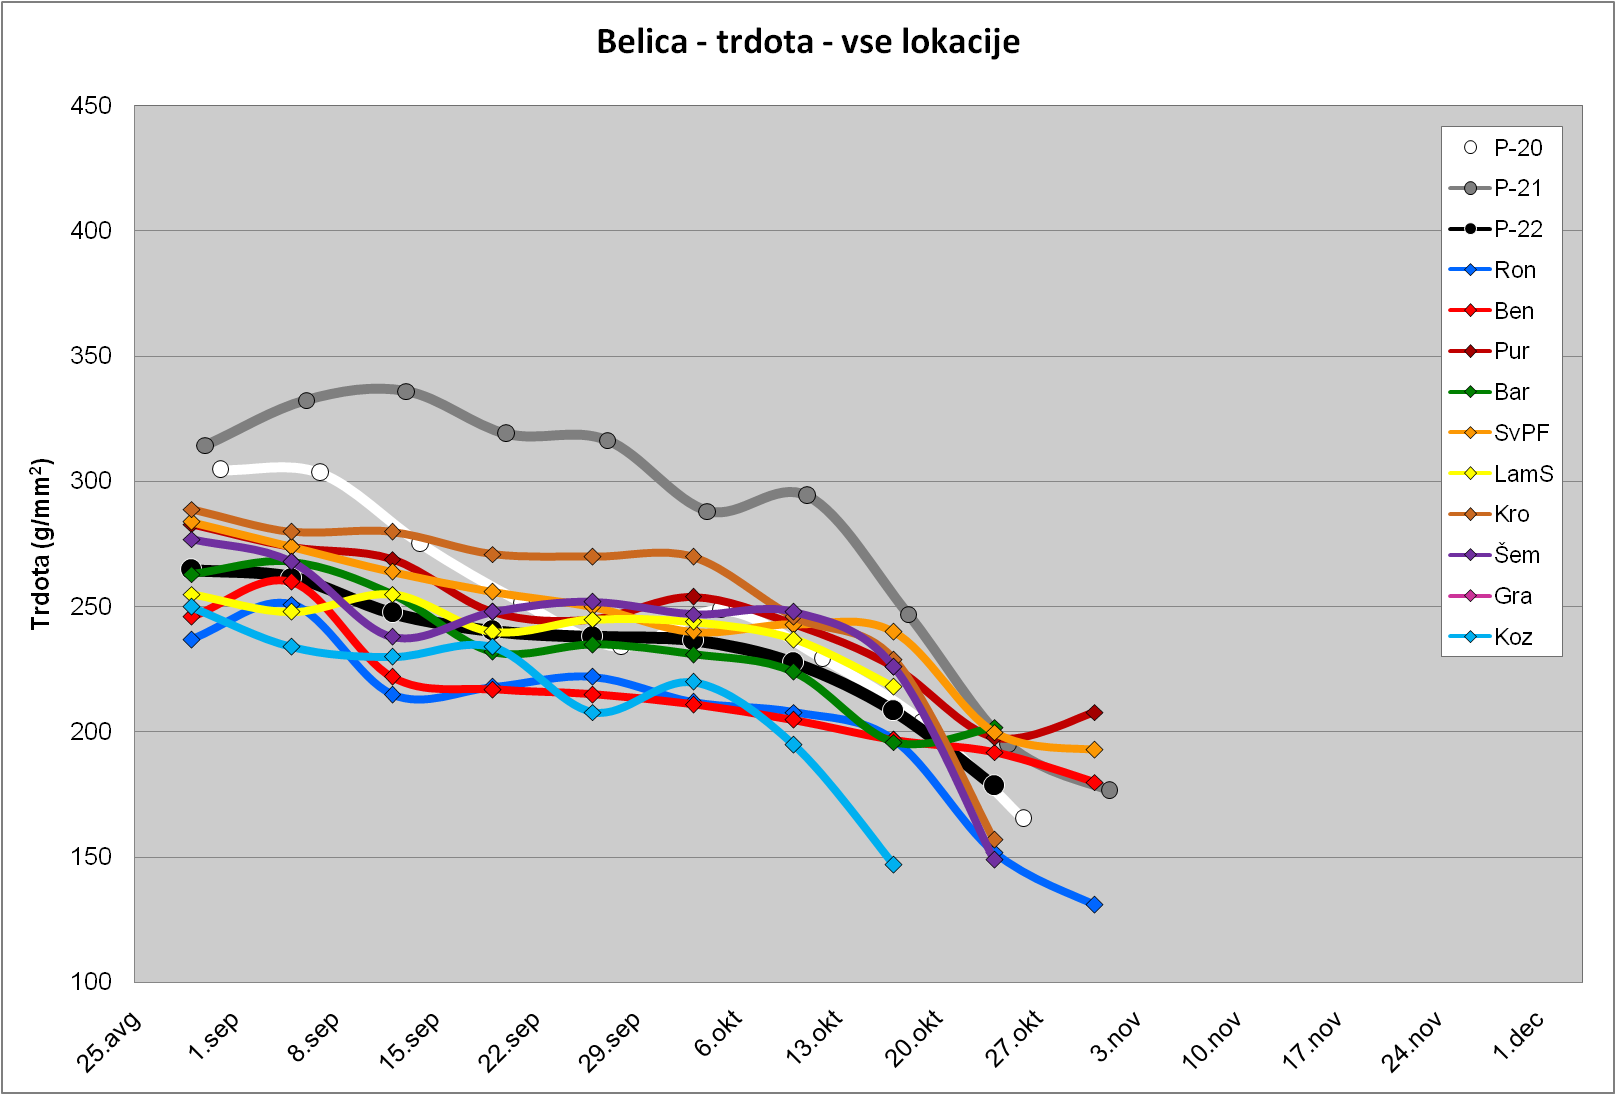 Belica - trdota - vse lokacije
Trdota (g/mm²)
450
400
350
300
250
200
150
100
25.avg
1.sep
8.sep
15.sep
22.sep
29.sep
6.okt
13.okt
20.okt
27.okt
3.nov
10.nov
17.nov
24.nov
1.dec
P-20
P-21
P-22
Ron
Ben
Pur
Bar
SvPF
LamS
Kro
Šem
Gra
Koz